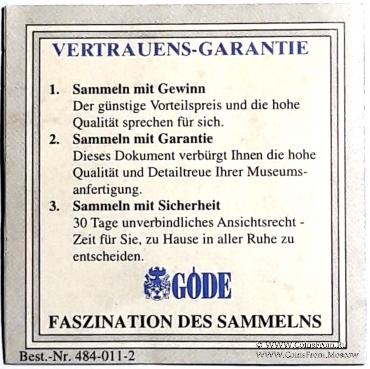 VERTRAUENS-GARANTIE
1. Sammeln mit Gewinn
Der günstige Vorteilspreis und die hohe
Qualität sprechen für sich.
2. Sammeln mit Garantie
Dieses Dokument verbürgt Ihnen die hohe
Qualität und Detailtreue Ihrer Museums-
anfertigung.
3. Sammeln mit Sicherheit
30 Tage unverbindliches Ansichtsrecht -
Zeit für Sie, zu Hause in aller Ruhe zu
entscheiden.
GÖDE
FASZINATION DES SAMMELNS
Best.-Nr. 484-011-2
www.CoinsFrom.Moscow